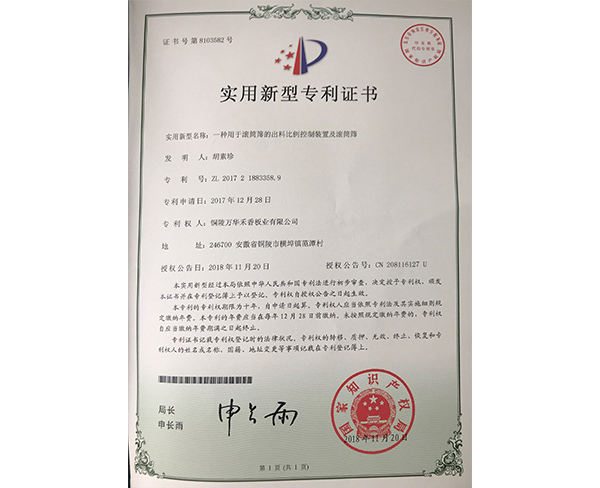 证书号第8103582号
实用新型专利证书
实用新型名称：一种用于滚筒筛的出料比例控制装置及滚筒筛
发 明 人：胡素珍
专 利 号：ZL 2017 2 1883358.9
专利申请日：2017年12月28日
专 利 权 人：铜陵万华禾香板业有限公司
地 址：246700 安徽省铜陵市横埠镇范潭村
授权公告日：2018年11月20日 授权公告号：CN 208116127 U
本实用新型经过本局依照中华人民共和国专利法进行初步审查，决定授予专利权，颁发
本证书并在专利登记簿上予以登记。专利权自授权公告之日起生效。
本专利的专利权期限为十年，自申请日起算。专利权人应当依照专利法及其实施细则规
定缴纳年费。本专利的年费应当在每年12月28日前缴纳。未按照规定缴纳年费的，专利权
自应当缴纳年费期满之日起终止。
专利证书记载专利权登记时的法律状况。专利权的转移、质押、无效、终止、恢复和专
利权人的姓名或名称、国籍、地址变更等事项记载在专利登记簿上。
局长
申长雨
申长雨
国家知识产权局
2018年11月20日
第1页（共1页）